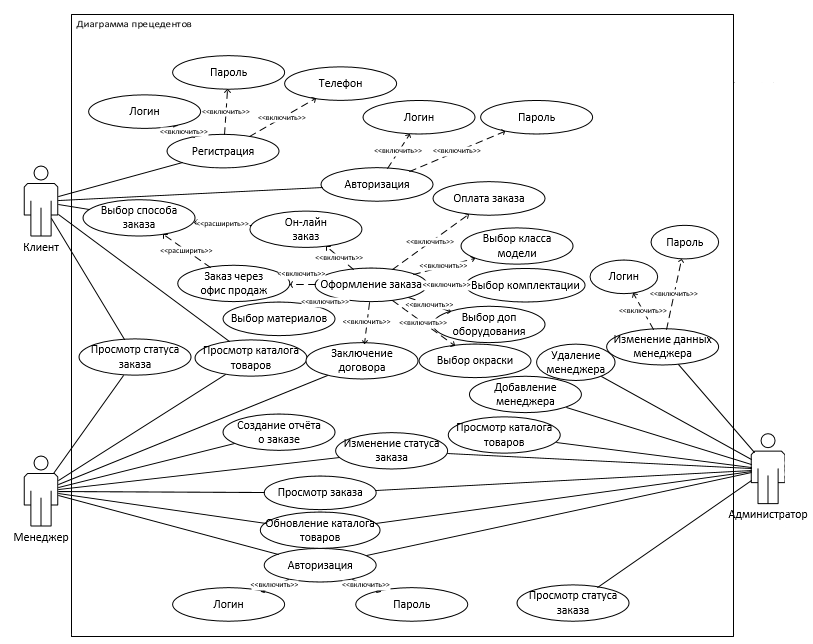 Диаграмма прецедентов
Пароль
Телефон
Логин
<<включить>>
<<включить>>
<<включить>>
Регистрация
Логин
Пароль
<<включить>>
<<включить>>
Авторизация
Клиент
Выбор способа
заказа
<<расширить>>
<<расширить>>
Он-лайн
заказ
Оплата заказа
<<включить>>
Выбор класса
модели
<<включить>>
<<включить>>
Заказ через
офис продаж
<<включить>>
Оформление заказа
<<включить>>
Выбор комплектации
<<включить>>
Выбор материалов
<<включить>>
<<включить>>
<<включить>>
Выбор доп
оборудования
Пароль
Логин
<<включить>>
<<включить>>
Изменение данных
менеджера
Просмотр статуса
заказа
Просмотр каталога
товаров
Заключение
договора
Выбор окраски
Удаление
менеджера
Добавление
менеджера
Создание отчёта
о заказе
Изменение статуса
заказа
Просмотр каталога
товаров
Просмотр заказа
Обновление каталога
товаров
Менеджер
Администратор
Авторизация
<<включить>>
<<включить>>
Логин
Пароль
Просмотр статуса
заказа